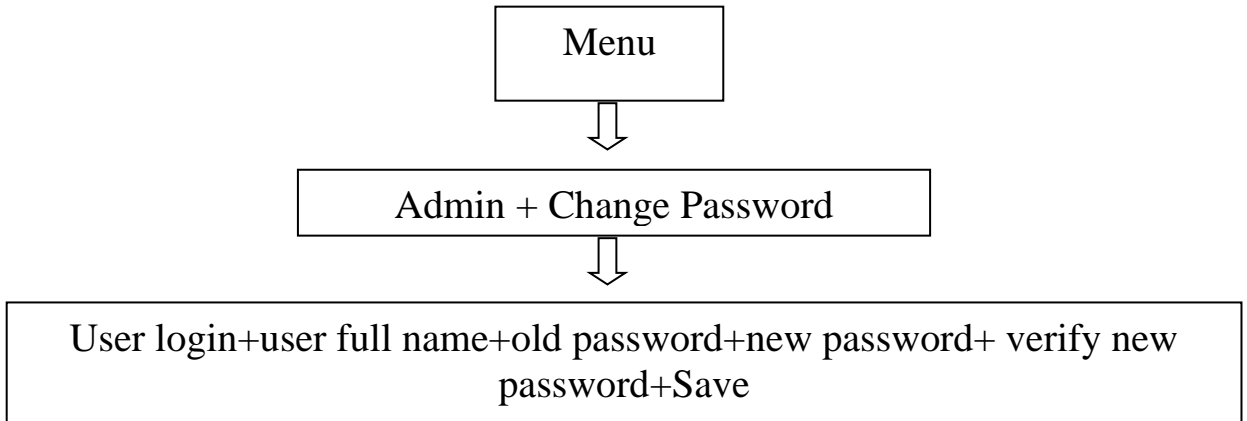 Menu
Admin + Change Password
User login+user full name+old password+new password+ verify new
password+Save